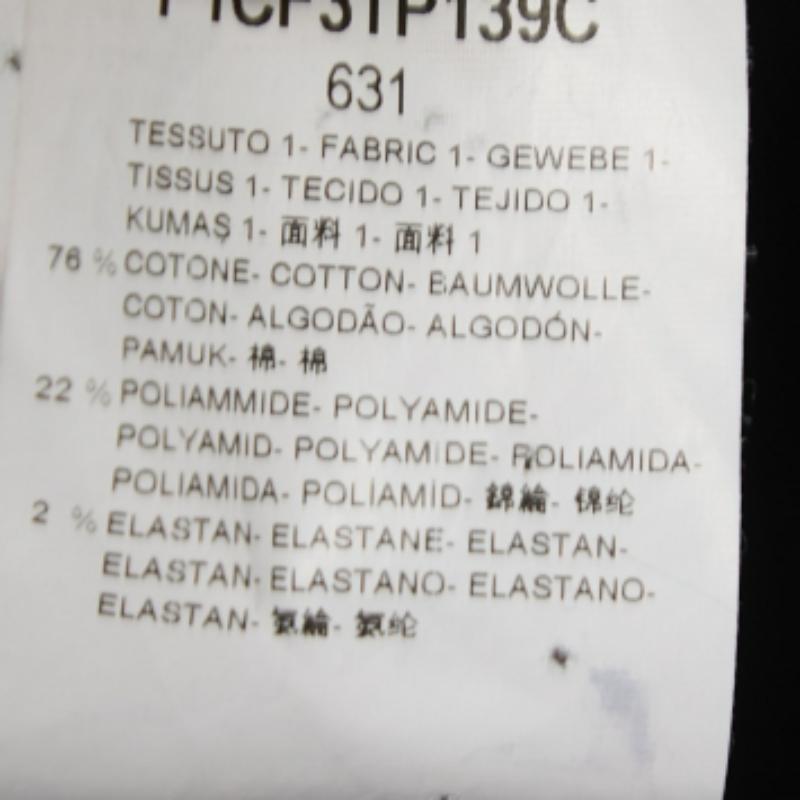 631
TESSUTO 1- FABRIC 1- GEWEBE 1-
TISSUS 1- TECIDO 1- TEJIDO 1-
KUMAŞ 1- 面料 1- 面料 1
76 % COTONE- COTTON- BAUMWOLLE-
COTON- ALGODÃO- ALGODÓN-
PAMUK- 棉- 棉
22 % POLIAMMIDE- POLYAMIDE-
POLYAMID- POLYAMIDE- POLIAMIDA-
POLIAMIDA- POLİAMİD- 錦綸- 锦纶
2 % ELASTAN- ELASTANE- ELASTAN-
ELASTAN- ELASTANO- ELASTANO-
ELASTAN- 氨綸- 氨纶